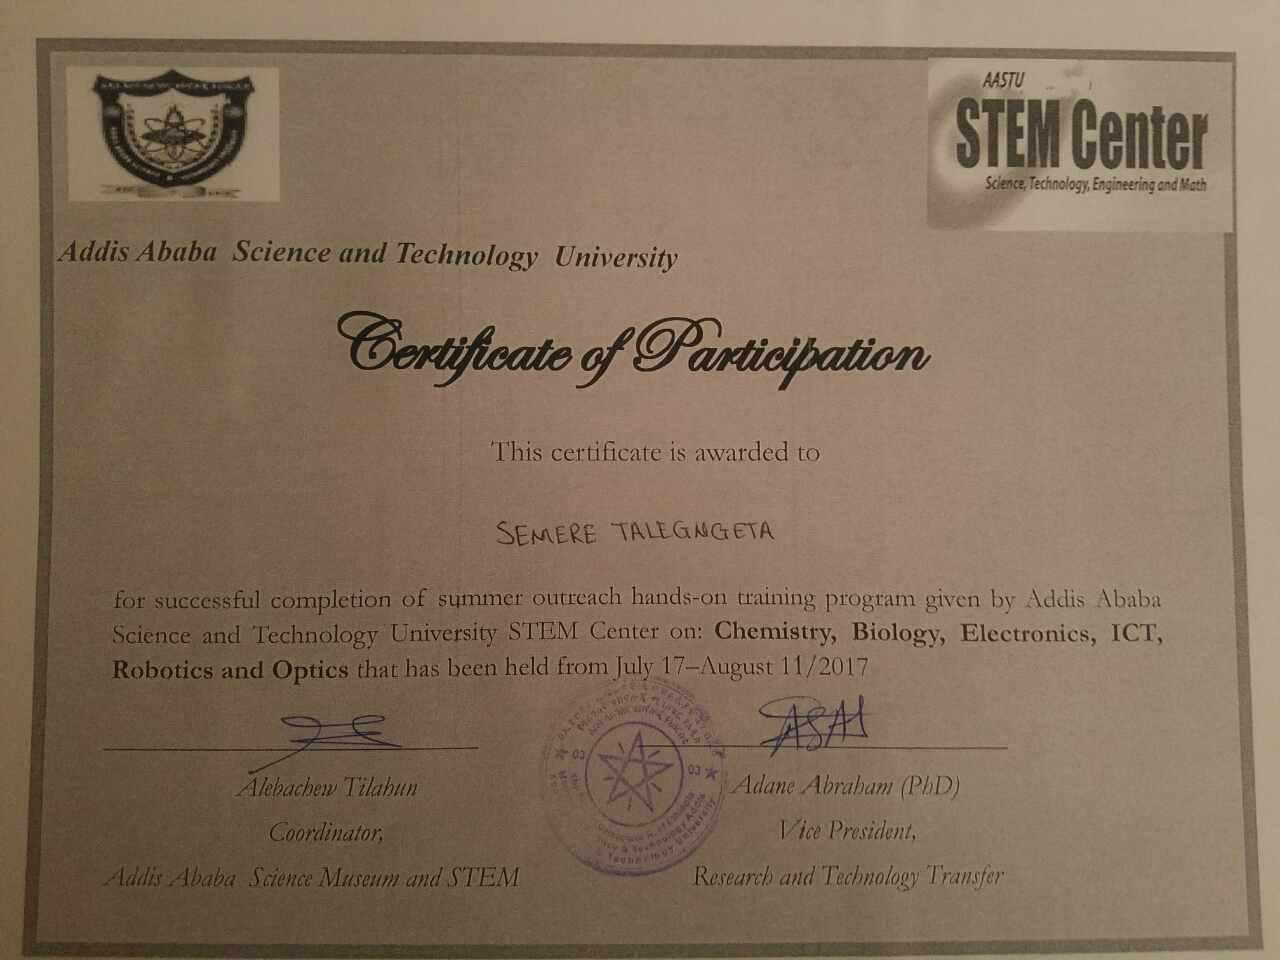 AASTU
STEM Center
Science, Technology, Engineering and Math
Addis Ababa Science and Technology University
Certificate of Participation
This certificate is awarded to
SEMERE TALEGNGETA
for successful completion of summer outreach hands-on training program given by Addis Ababa
Science and Technology University STEM Center on: Chemistry, Biology, Electronics, ICT,
Robotics and Optics that has been held from July 17–August 11/2017
Alebachew Tilahun
Coordinator,
Addis Ababa Science Museum and STEM
03
03
Technology University
Adane Abraham (PhD)
Vice President,
Research and Technology Transfer